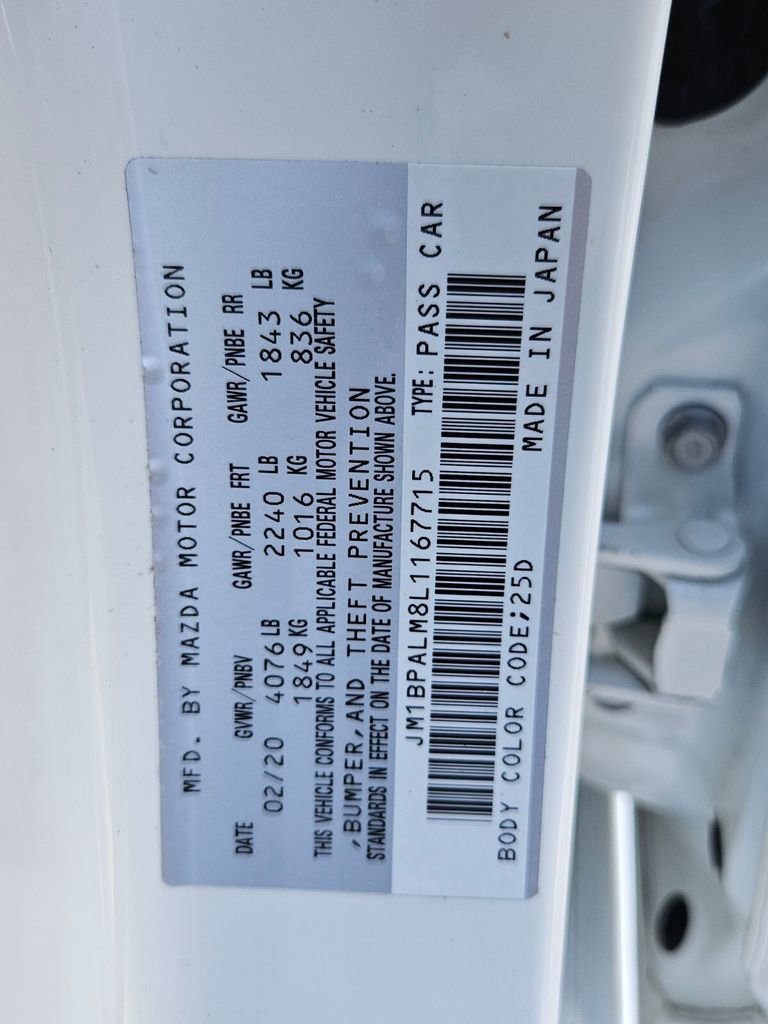 MFD. BY MAZDA MOTOR CORPORATION
DATE GVWR/PNBV GAWR/PNBE FRT GAWR/PNBE RR
02/20 4076LB 2240 LB 1843 LB
1849KG 1016 KG 836 KG
THIS VEHICLE CONFORMS TO ALL APPLICABLE FEDERAL MOTOR VEHICLE SAFETY
,BUMPER,AND THEFT PREVENTION
STANDARDS IN EFFECT ON THE DATE OF MANUFACTURE SHOWN ABOVE.
JM1BPALM8L1167715 TYPE: PASS CAR
BODY COLOR CODE;25D MADE IN JAPAN